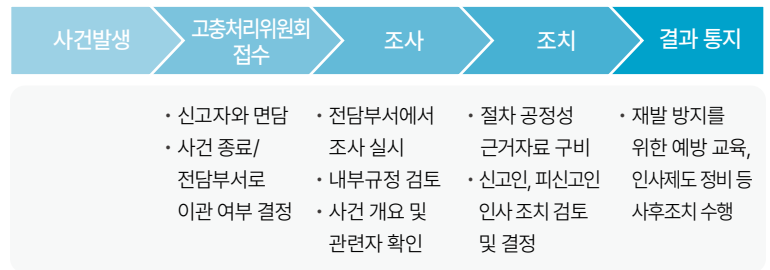 사건발생
고충처리위원회
접수
조사
조치
결과 통지
· 신고자와 면담
· 사건 종료/
전담부서로
이관 여부 결정
· 전담부서에서
조사 실시
· 내부규정 검토
· 사건 개요 및
관련자 확인
· 절차 공정성
근거자료 구비
· 신고인, 피신고인
인사 조치 검토
및 결정
· 재발 방지를
위한 예방 교육,
인사제도 정비 등
사후조치 수행